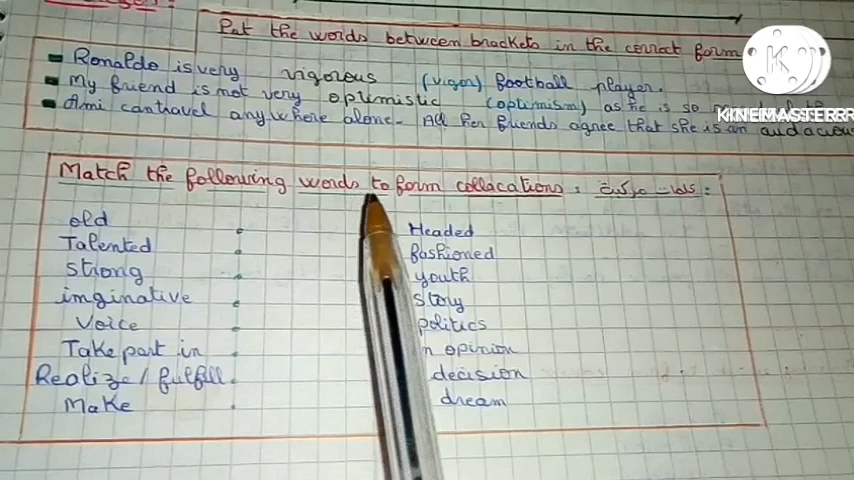 Put the words between brackets in the correct form
Ronaldo is very vigorous (vigor) football player.
My friend is not very optimistic (optimism) as he is so
Ami cantravel anywhere alone- All her friends agree that she is an audacious
K
KINEMASTER
Match the following words to form collacations :
old
Talented
strong
imginative
Voice
Take part in
Realize/fulfill
Make
Headed
fashioned
youth
story
politics
n opinion
decision
dream